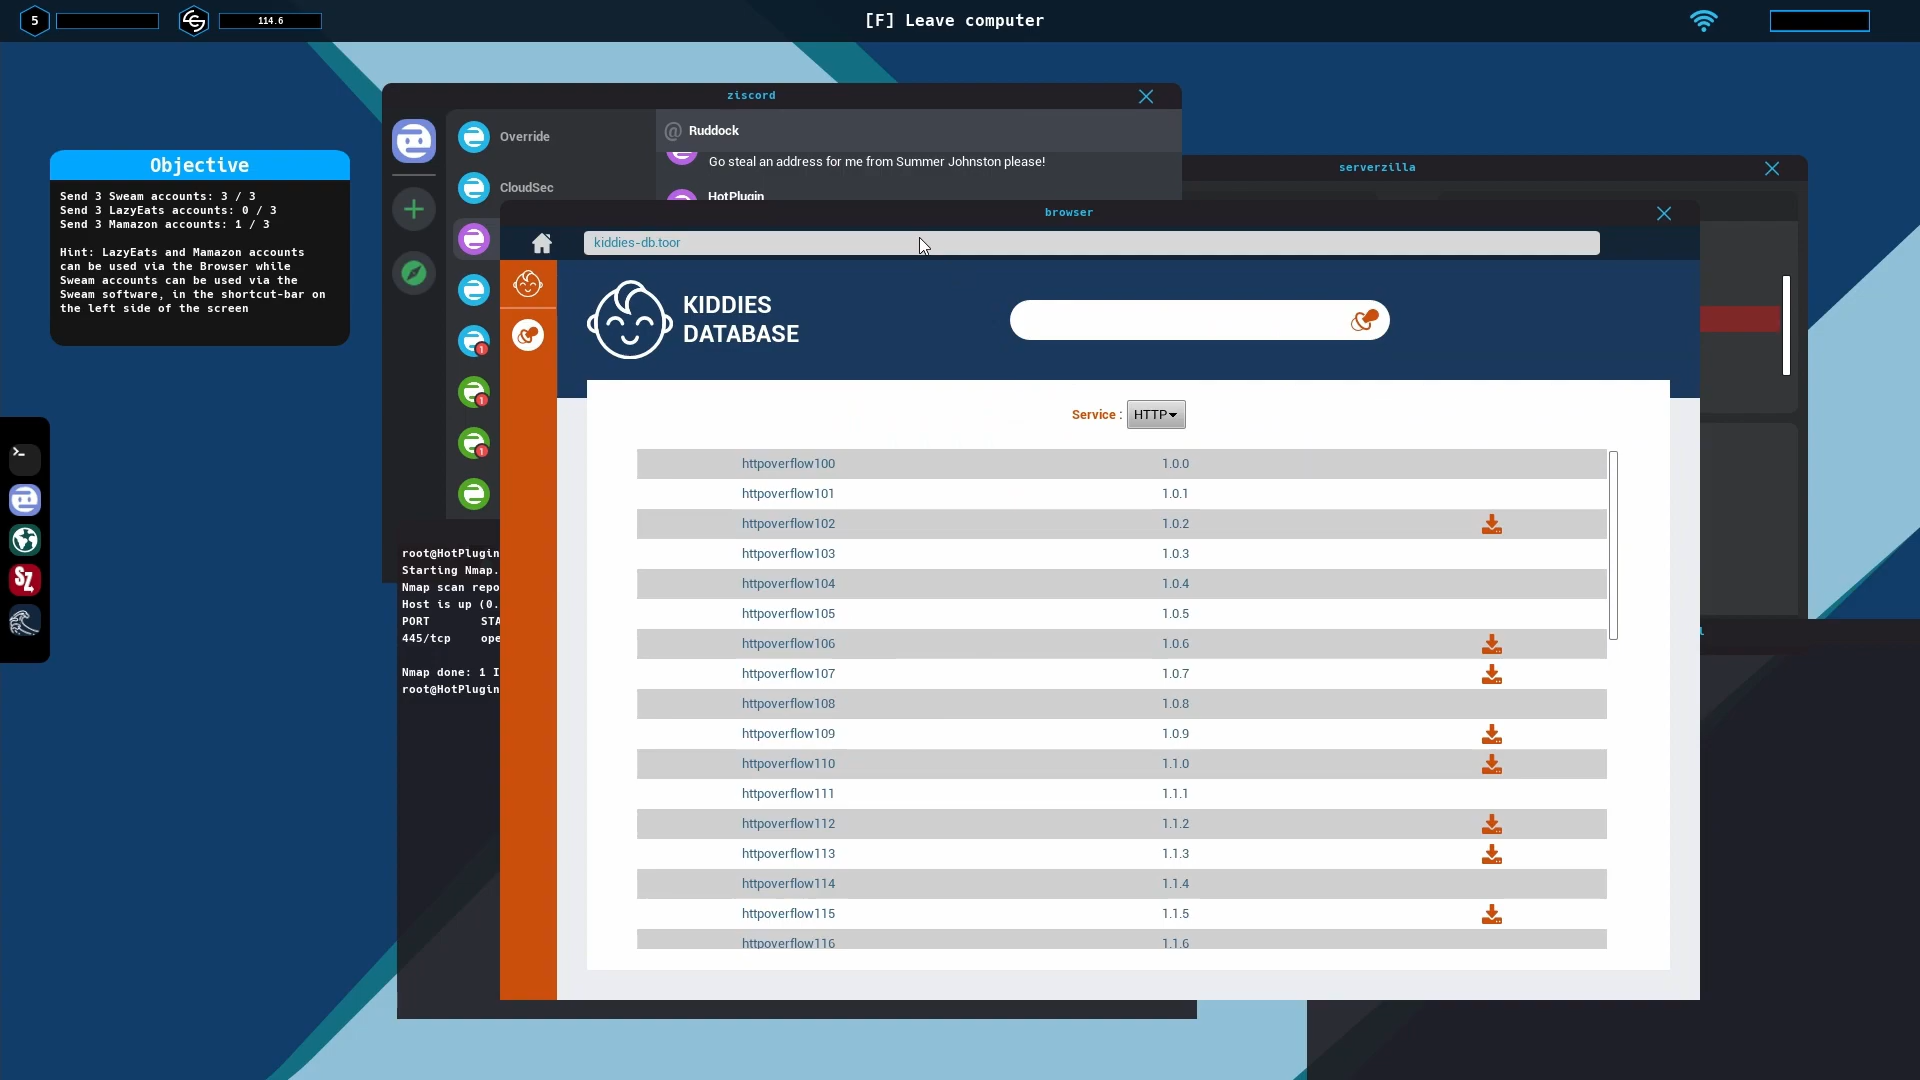 5
114.6
[F] Leave computer
Objective
Send 3 Sweam accounts: 3 / 3
Send 3 LazyEats accounts: 0 / 3
Send 3 Mamazon accounts: 1 / 3
Hint: LazyEats and Mamazon accounts
can be used via the Browser while
Sweam accounts can be used via the
Sweam software, in the shortcut-bar on
the left side of the screen
ziscord
Override
CloudSec
@ Ruddock
Go steal an address for me from Summer Johnston please!
HotPlugin
1
1
1
serverzilla
root@HotPlugin
Starting Nmap.
Nmap scan repo
Host is up (0.
PORT STA
445/tcp ope
Nmap done: 1 I
root@HotPlugin
browser
kiddies-db.toor
KIDDIES
DATABASE
Service : HTTP
httpoverflow100 1.0.0
httpoverflow101 1.0.1
httpoverflow102 1.0.2
httpoverflow103 1.0.3
httpoverflow104 1.0.4
httpoverflow105 1.0.5
httpoverflow106 1.0.6
httpoverflow107 1.0.7
httpoverflow108 1.0.8
httpoverflow109 1.0.9
httpoverflow110 1.1.0
httpoverflow111 1.1.1
httpoverflow112 1.1.2
httpoverflow113 1.1.3
httpoverflow114 1.1.4
httpoverflow115 1.1.5
httpoverflow116 1.1.6
>_
SZ